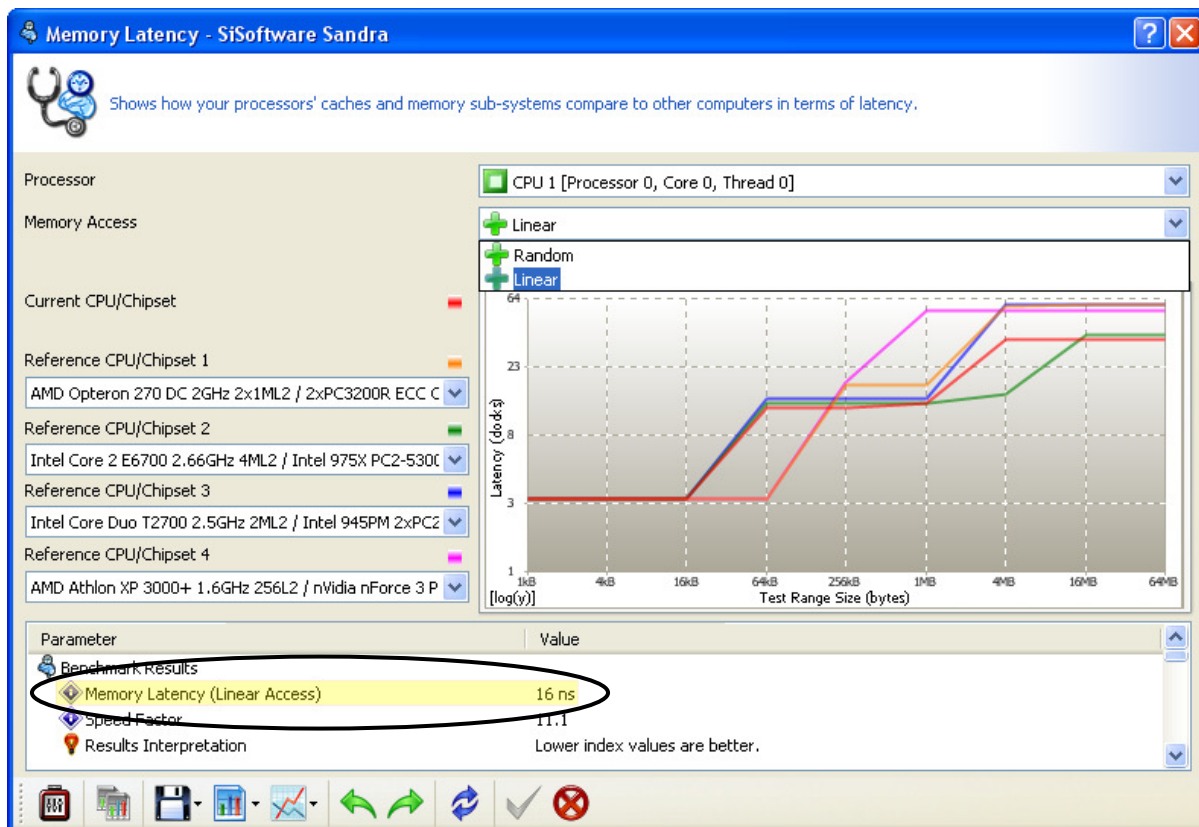 Memory Latency - SiSoftware Sandra
Shows how your processors' caches and memory sub-systems compare to other computers in terms of latency.
Processor
CPU 1 [Processor 0, Core 0, Thread 0]
Memory Access
Linear
Random
Linear
Current CPU/Chipset
Reference CPU/Chipset 1
AMD Opteron 270 DC 2GHz 2x1ML2 / 2xPC3200R ECC C
Reference CPU/Chipset 2
Intel Core 2 E6700 2.66GHz 4ML2 / Intel 975X PC2-530(
Reference CPU/Chipset 3
Intel Core Duo T2700 2.5GHz 2ML2 / Intel 945PM 2xPC2
Reference CPU/Chipset 4
AMD Athlon XP 3000+ 1.6GHz 256L2 / nVidia nForce 3 P
64
23
8
3
1
Latency (clocks)
1kB 4kB 16kB 64kB 256kB 1MB 4MB 16MB 64MB
[log(y)] Test Range Size (bytes)
Parameter Value
Benchmark Results
Memory Latency (Linear Access) 16 ns
Speed Factor 11.1
Results Interpretation Lower index values are better.